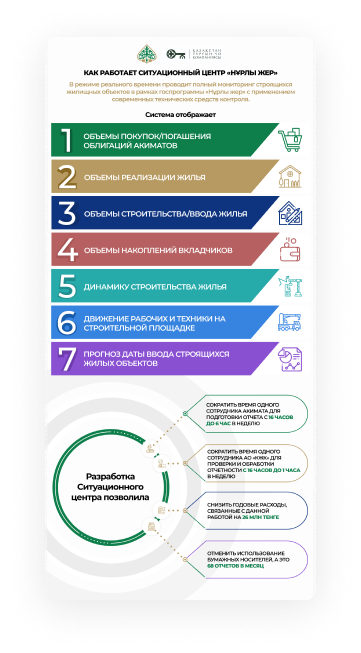 ҚАЗАҚСТАН
ТҰРҒЫН ҮЙ
КОМПАНИЯСЫ
КАК РАБОТАЕТ СИТУАЦИОННЫЙ ЦЕНТР «НҰРЛЫ ЖЕР»
В режиме реального времени проводит полный мониторинг строящихся
жилищных объектов в рамках госпрограммы «Нұрлы жер» с применением
современных технических средств контроля.
Система отображает
1 ОБЪЕМЫ ПОКУПОК/ПОГАШЕНИЯ
ОБЛИГАЦИЙ АКИМАТОВ
2 ОБЪЕМЫ РЕАЛИЗАЦИИ ЖИЛЬЯ
3 ОБЪЕМЫ СТРОИТЕЛЬСТВА/ВВОДА ЖИЛЬЯ
4 ОБЪЕМЫ НАКОПЛЕНИЙ ВКЛАДЧИКОВ
5 ДИНАМИКУ СТРОИТЕЛЬСТВА ЖИЛЬЯ
6 ДВИЖЕНИЕ РАБОЧИХ И ТЕХНИКИ НА
СТРОИТЕЛЬНОЙ ПЛОЩАДКЕ
7 ПРОГНОЗ ДАТЫ ВВОДА СТРОЯЩИХСЯ
ЖИЛЫХ ОБЪЕКТОВ
Разработка
Ситуационного
центра позволила
СОКРАТИТЬ ВРЕМЯ ОДНОГО
СОТРУДНИКА АКИМАТА ДЛЯ
ПОДГОТОВКИ ОТЧЕТА С 16 ЧАСОВ
ДО 6 ЧАС В НЕДЕЛЮ
СОКРАТИТЬ ВРЕМЯ ОДНОГО
СОТРУДНИКА АО «КЖК» ДЛЯ
ПРОВЕРКИ И ОБРАБОТКИ
ОТЧЕТНОСТИ С 16 ЧАСОВ ДО 1 ЧАСА
В НЕДЕЛЮ
СНИЗИТЬ ГОДОВЫЕ РАСХОДЫ,
СВЯЗАННЫЕ С ДАННОЙ
РАБОТОЙ НА 26 МЛН ТЕНГЕ
ОТМЕНИТЬ ИСПОЛЬЗОВАНИЕ
БУМАЖНЫХ НОСИТЕЛЕЙ, А ЭТО
68 ОТЧЕТОВ В МЕСЯЦ